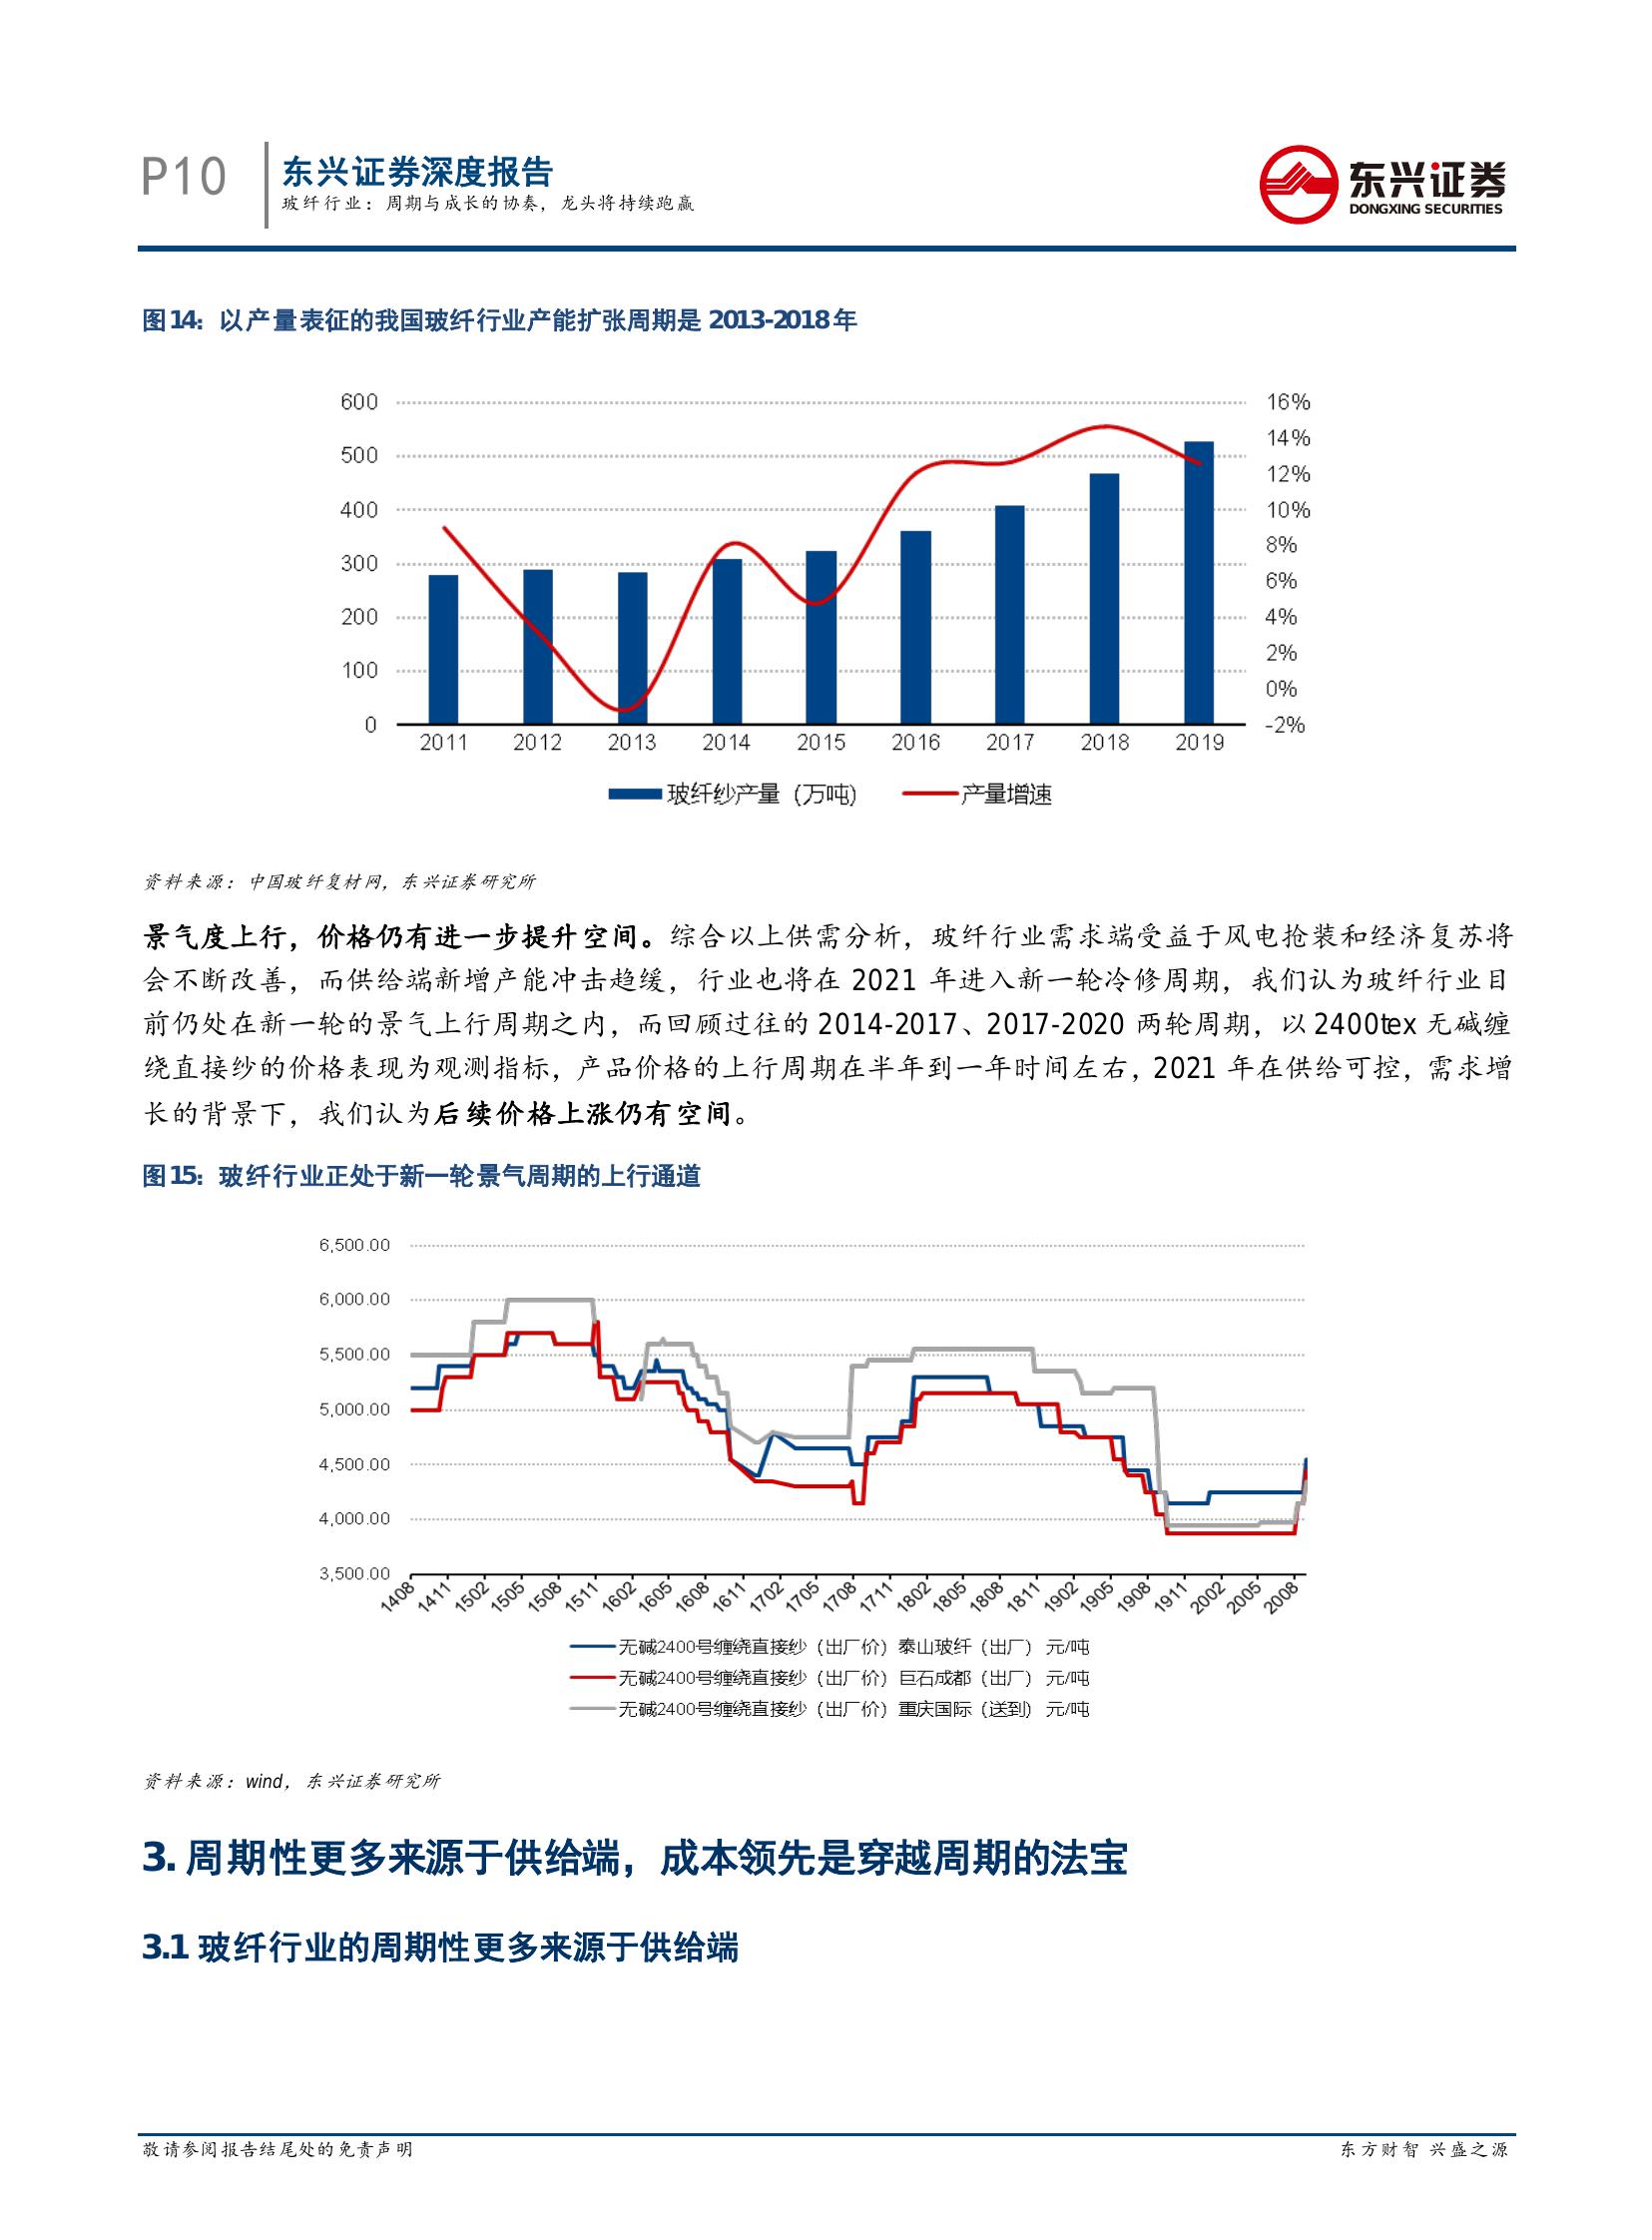 P10
东兴证券深度报告
玻纤行业：周期与成长的协奏，龙头将持续跑赢
东兴证券
DONGXING SECURITIES
图14：以产量表征的我国玻纤行业产能扩张周期是 2013-2018年
600
500
400
300
200
100
0
16%
14%
12%
10%
8%
6%
4%
2%
0%
-2%
2011 2012 2013 2014 2015 2016 2017 2018 2019
玻纤纱产量（万吨） 产量增速
资料来源：中国玻纤复材网，东兴证券研究所
景气度上行，价格仍有进一步提升空间。综合以上供需分析，玻纤行业需求端受益于风电抢装和经济复苏将
会不断改善，而供给端新增产能冲击趋缓，行业也将在 2021 年进入新一轮冷修周期，我们认为玻纤行业目
前仍处在新一轮的景气上行周期之内，而回顾过往的 2014-2017、2017-2020 两轮周期，以 2400tex 无碱缠
绕直接纱的价格表现为观测指标，产品价格的上行周期在半年到一年时间左右，2021 年在供给可控，需求增
长的背景下，我们认为后续价格上涨仍有空间。
图15：玻纤行业正处于新一轮景气周期的上行通道
6,500.00
6,000.00
5,500.00
5,000.00
4,500.00
4,000.00
3,500.00
1408 1411 1502 1505 1508 1511 1602 1605 1608 1611 1702 1705 1708 1711 1802 1805 1808 1811 1902 1905 1908 1911 2002 2005 2008
无碱2400号缠绕直接纱（出厂价）泰山玻纤（出厂） 元/吨
无碱2400号缠绕直接纱（出厂价）巨石成都（出厂） 元/吨
无碱2400号缠绕直接纱（出厂价）重庆国际（送到） 元/吨
资料来源：wind，东兴证券研究所
3. 周期性更多来源于供给端，成本领先是穿越周期的法宝
3.1 玻纤行业的周期性更多来源于供给端
敬请参阅报告结尾处的免责声明
东方财智 兴盛之源